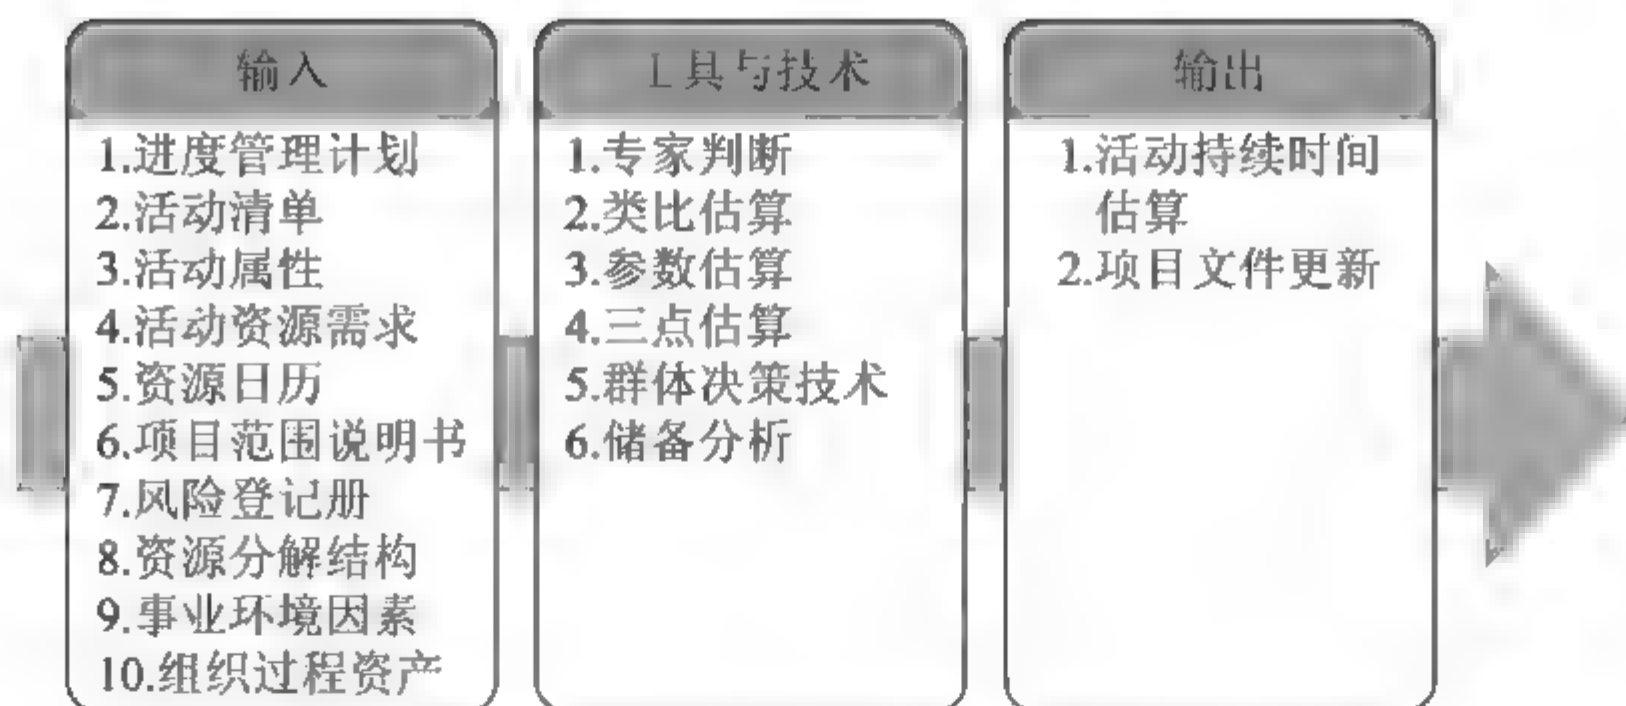 输入
1.进度管理计划
2.活动清单
3.活动属性
4.活动资源需求
5.资源日历
6.项目范围说明书
7.风险登记册
8.资源分解结构
9.事业环境因素
10.组织过程资产
工具与技术
1.专家判断
2.类比估算
3.参数估算
4.三点估算
5.群体决策技术
6.储备分析
输出
1.活动持续时间
估算
2.项目文件更新